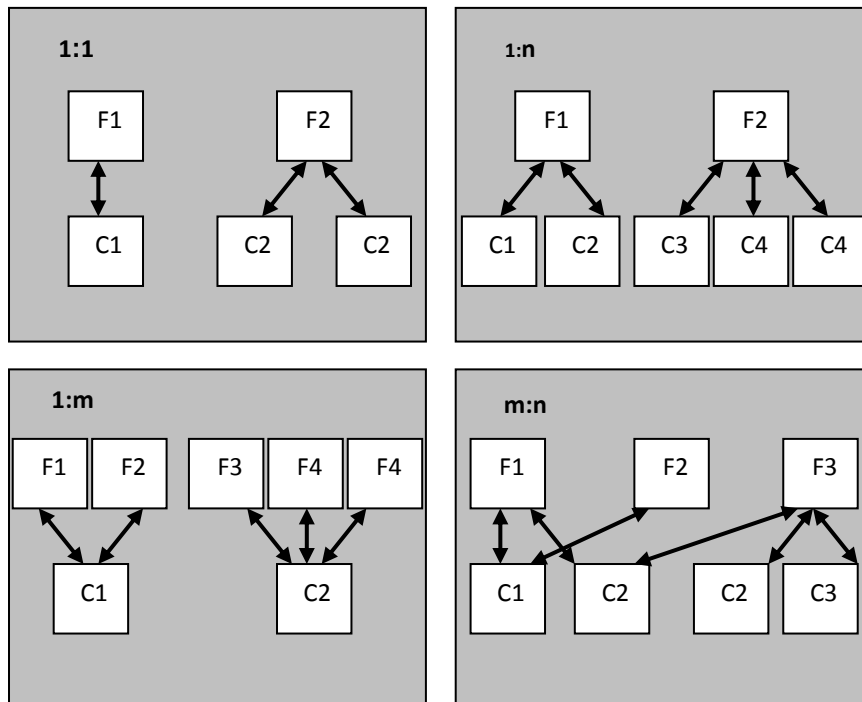 1:1
F1 F2
C1 C2 C2
1:n
F1 F2
C1 C2 C3 C4 C4
1:m
F1 F2 F3 F4 F4
C1 C2
m:n
F1 F2 F3
C1 C2 C2 C3